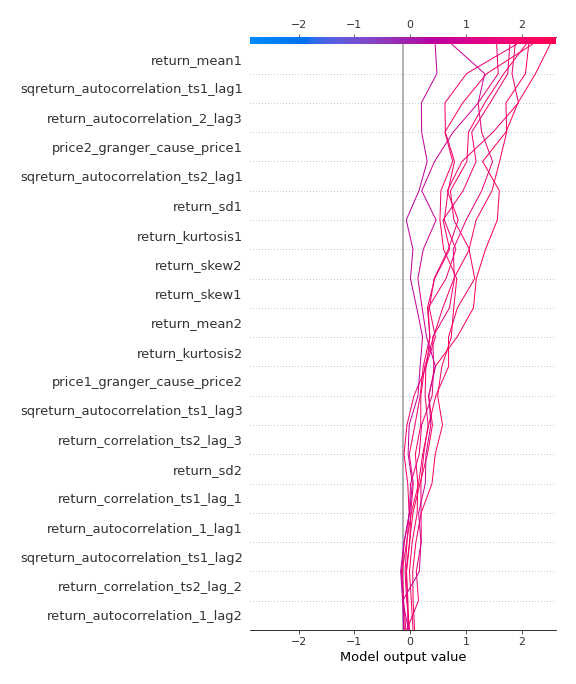 −2 −1 0 1 2
return_mean1
sqreturn_autocorrelation_ts1_lag1
return_autocorrelation_2_lag3
price2_granger_cause_price1
sqreturn_autocorrelation_ts2_lag1
return_sd1
return_kurtosis1
return_skew2
return_skew1
return_mean2
return_kurtosis2
price1_granger_cause_price2
sqreturn_autocorrelation_ts1_lag3
return_correlation_ts2_lag_3
return_sd2
return_correlation_ts1_lag_1
return_autocorrelation_1_lag1
sqreturn_autocorrelation_ts1_lag2
return_correlation_ts2_lag_2
return_autocorrelation_1_lag2
−2 −1 0 1 2
Model output value